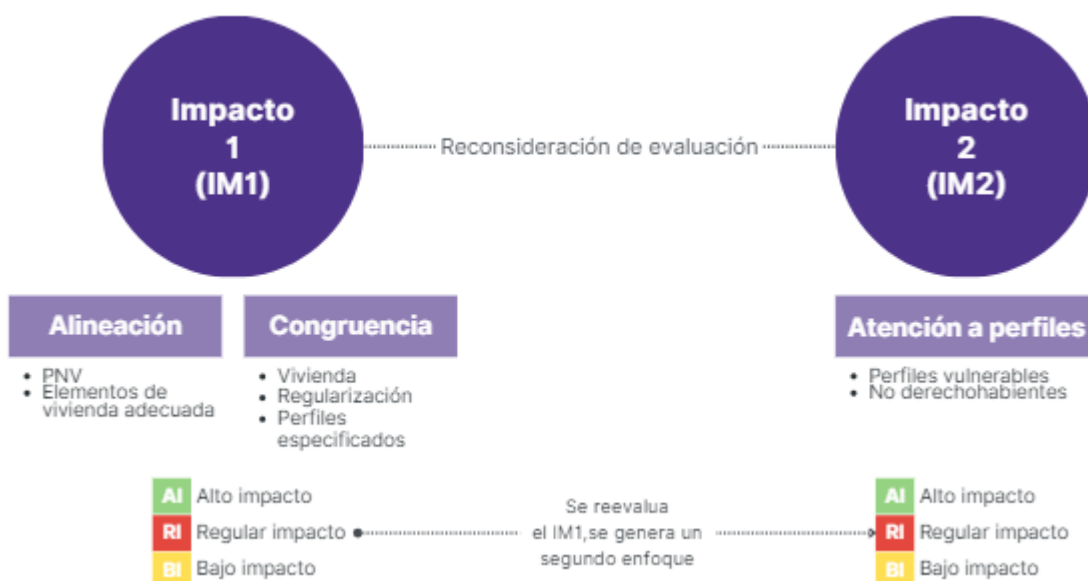 Impacto
1
(IM1)
Reconsideración de evaluación
Impacto
2
(IM2)
Alineación
• PNV
• Elementos de
vivienda adecuada
Congruencia
• Vivienda
• Regularización
• Perfiles
especificados
Atención a perfiles
• Perfiles vulnerables
• No derechohabientes
AI Alto impacto
RI Regular impacto
BI Bajo impacto
Se reevalua
el IM1,se genera un
segundo enfoque
AI Alto impacto
RI Regular impacto
BI Bajo impacto